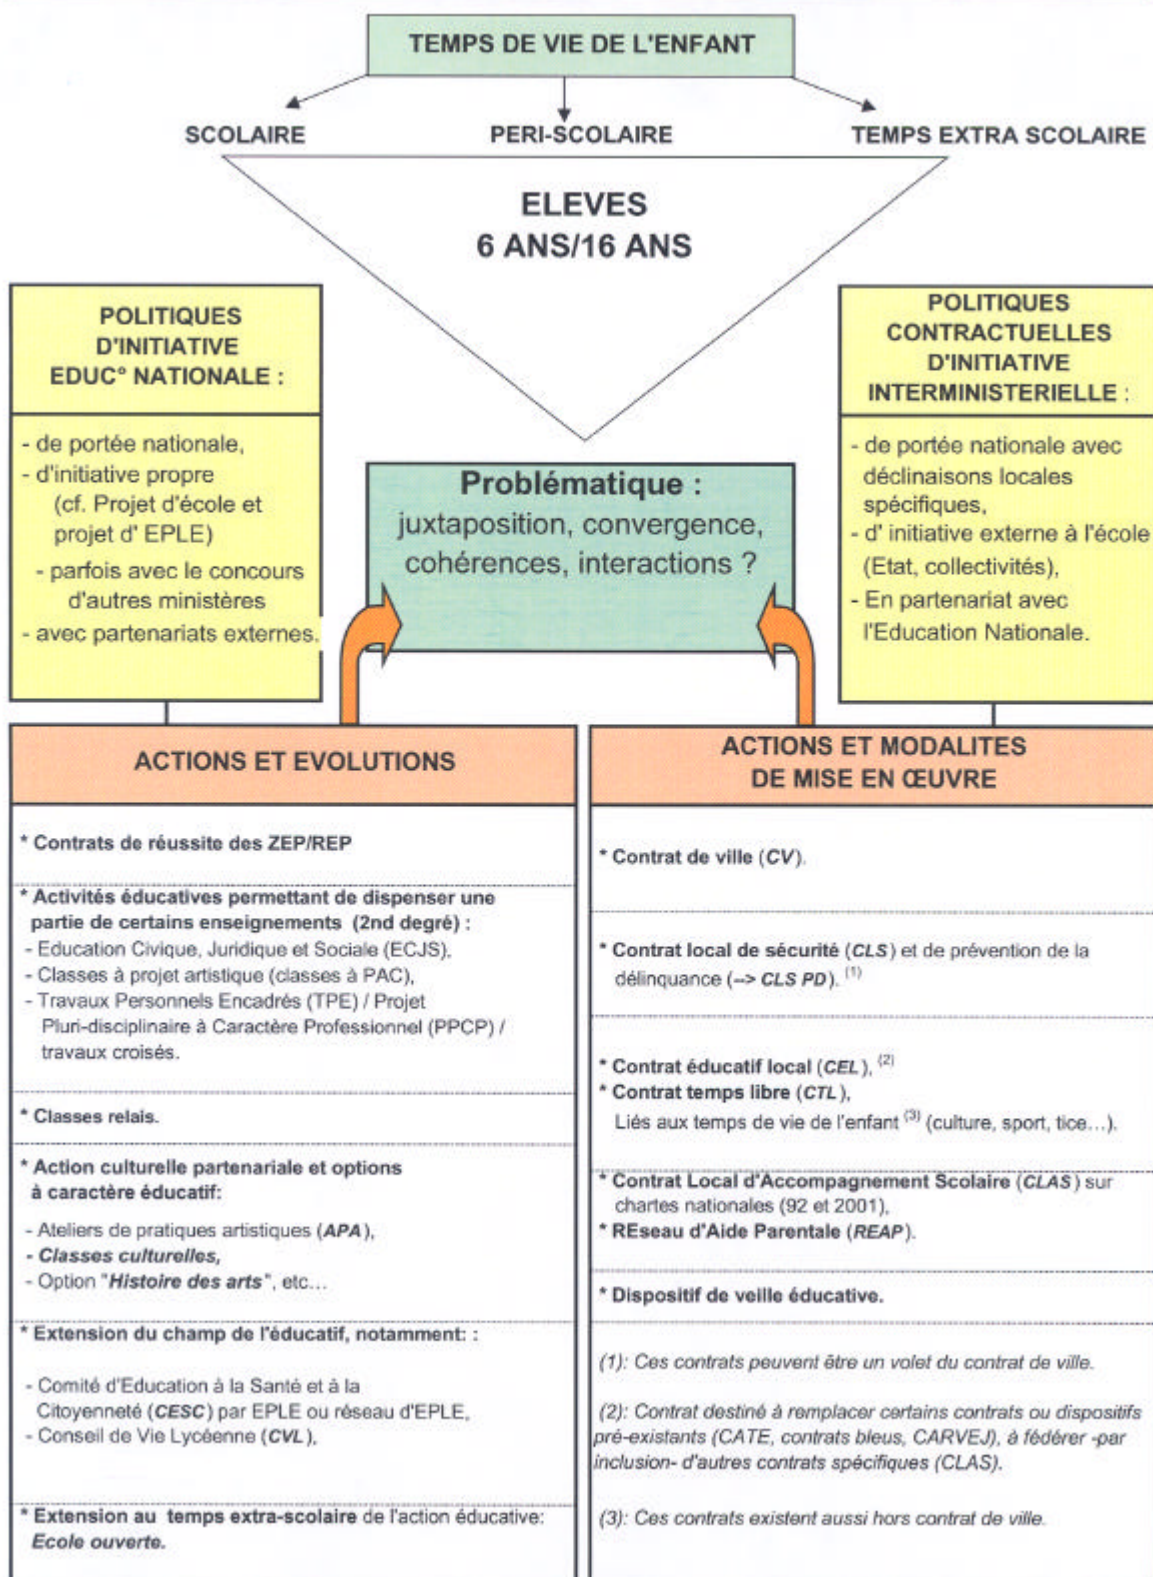 TEMPS DE VIE DE L'ENFANT
SCOLAIRE
PERI-SCOLAIRE
TEMPS EXTRA SCOLAIRE
ELEVES
6 ANS/16 ANS
POLITIQUES
D'INITIATIVE
EDUC° NATIONALE :
- de portée nationale,
- d'initiative propre
(cf. Projet d'école et
projet d' EPLE)
- parfois avec le concours
d'autres ministères
- avec partenariats externes.
Problématique :
juxtaposition, convergence,
cohérences, interactions ?
POLITIQUES
CONTRACTUELLES
D'INITIATIVE
INTERMINISTERIELLE :
- de portée nationale avec
déclinaisons locales
spécifiques,
- d' initiative externe à l'école
(Etat, collectivités),
- En partenariat avec
l'Education Nationale.
ACTIONS ET EVOLUTIONS
* Contrats de réussite des ZEP/REP
* Activités éducatives permettant de dispenser une
partie de certains enseignements (2nd degré) :
- Education Civique, Juridique et Sociale (ECJS),
- Classes à projet artistique (classes à PAC),
- Travaux Personnels Encadrés (TPE) / Projet
Pluri-disciplinaire à Caractère Professionnel (PPCP) /
travaux croisés.
* Classes relais.
* Action culturelle partenariale et options
à caractère éducatif:
- Ateliers de pratiques artistiques (APA),
- Classes culturelles,
- Option "Histoire des arts", etc...
* Extension du champ de l'éducatif, notamment: :
- Comité d'Education à la Santé et à la
Citoyenneté (CESC) par EPLE ou réseau d'EPLE,
- Conseil de Vie Lycéenne (CVL),
* Extension au temps extra-scolaire de l'action éducative:
Ecole ouverte.
ACTIONS ET MODALITES
DE MISE EN ŒUVRE
* Contrat de ville (CV).
* Contrat local de sécurité (CLS) et de prévention de la
délinquance (--> CLS PD). (1)
* Contrat éducatif local (CEL), (2)
* Contrat temps libre (CTL),
Liés aux temps de vie de l'enfant (3) (culture, sport, tice...).
* Contrat Local d'Accompagnement Scolaire (CLAS) sur
chartes nationales (92 et 2001),
* REseau d'Aide Parentale (REAP).
* Dispositif de veille éducative.
(1): Ces contrats peuvent être un volet du contrat de ville.
(2): Contrat destiné à remplacer certains contrats ou dispositifs
pré-existants (CATE, contrats bleus, CARVEJ), à fédérer -par
inclusion- d'autres contrats spécifiques (CLAS).
(3): Ces contrats existent aussi hors contrat de ville.